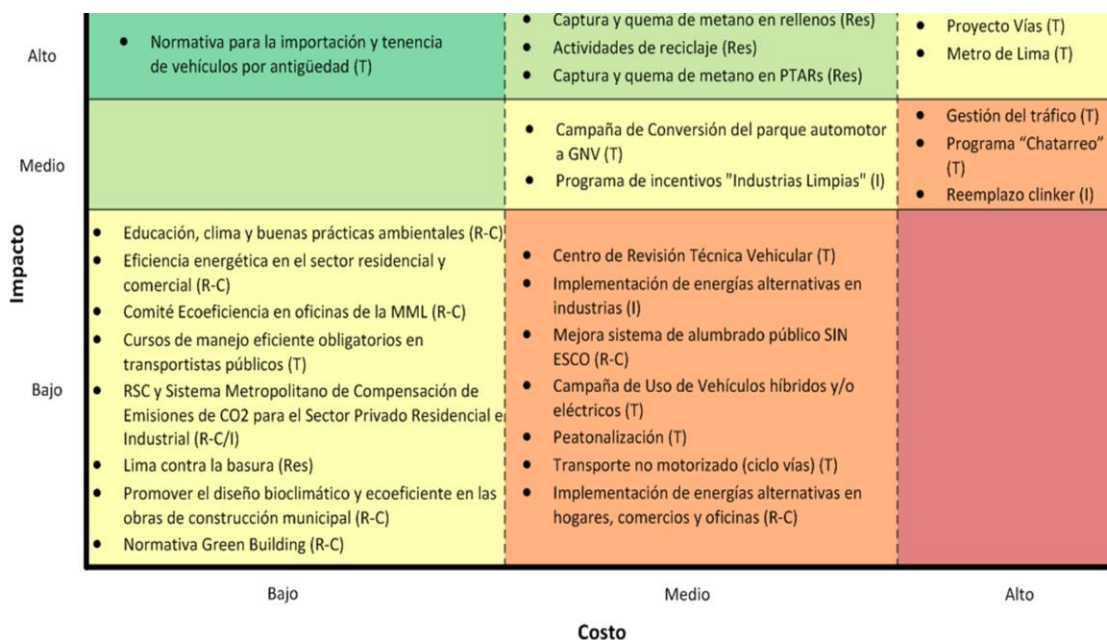 Impacto
Alto
Normativa para la importación y tenencia
de vehículos por antigüedad (T)
Captura y quema de metano en rellenos (Res)
Actividades de reciclaje (Res)
Captura y quema de metano en PTARs (Res)
Proyecto Vías (T)
Metro de Lima (T)
Medio
Campaña de Conversión del parque automotor
a GNV (T)
Programa de incentivos "Industrias Limpias" (I)
Gestión del tráfico (T)
Programa “Chatarreo”
(T)
Reemplazo clinker (I)
Bajo
Educación, clima y buenas prácticas ambientales (R-C)
Eficiencia energética en el sector residencial y
comercial (R-C)
Comité Ecoeficiencia en oficinas de la MML (R-C)
Cursos de manejo eficiente obligatorios en
transportistas públicos (T)
RSC y Sistema Metropolitano de Compensación de
Emisiones de CO2 para el Sector Privado Residencial e
Industrial (R-C/I)
Lima contra la basura (Res)
Promover el diseño bioclimático y ecoeficiente en las
obras de construcción municipal (R-C)
Normativa Green Building (R-C)
Centro de Revisión Técnica Vehicular (T)
Implementación de energías alternativas en
industrias (I)
Mejora sistema de alumbrado público SIN
ESCO (R-C)
Campaña de Uso de Vehículos híbridos y/o
eléctricos (T)
Peatonalización (T)
Transporte no motorizado (ciclo vías) (T)
Implementación de energías alternativas en
hogares, comercios y oficinas (R-C)
Bajo
Medio
Alto
Costo